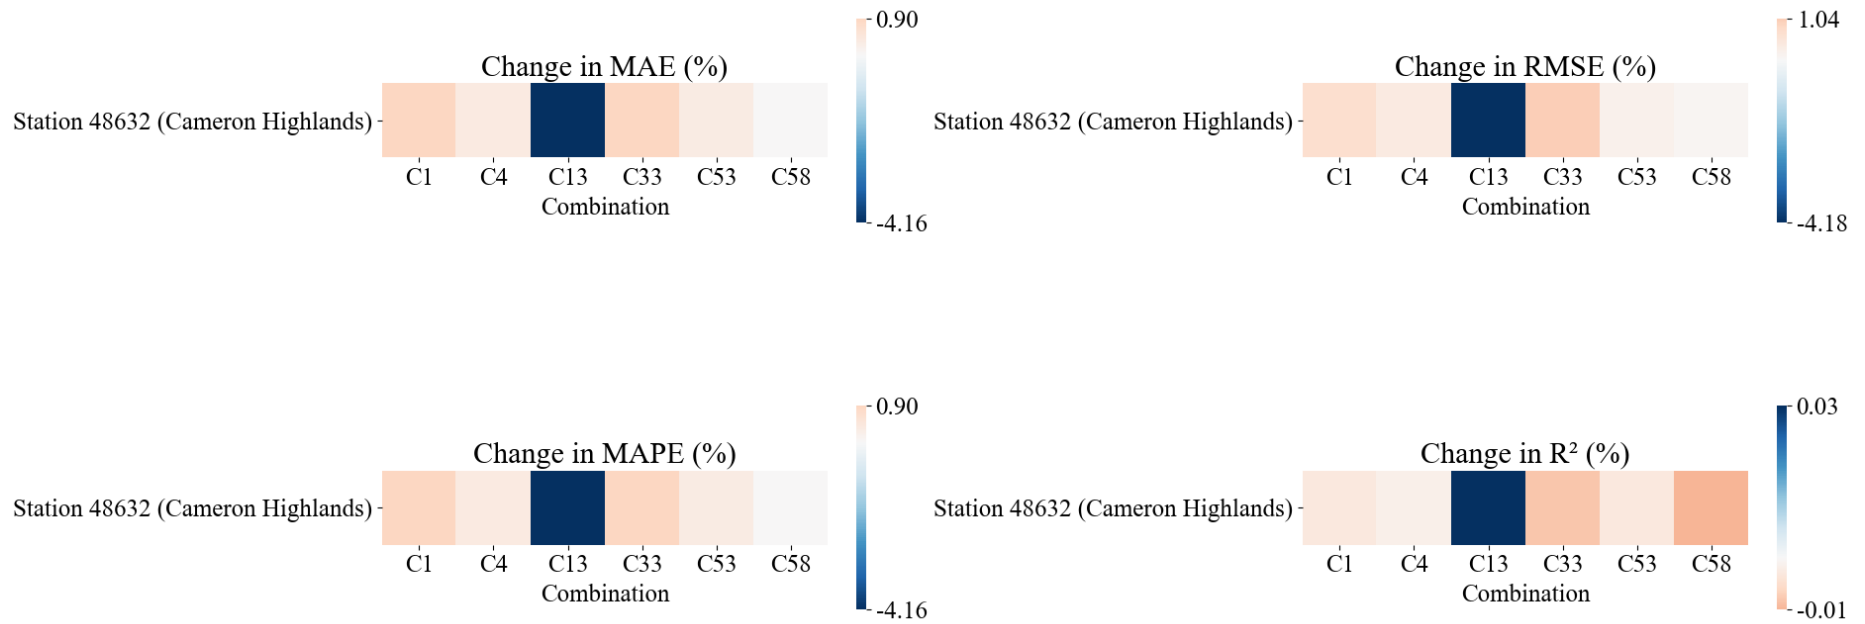 Change in MAE (%)
0.90
Station 48632 (Cameron Highlands)
C1 C4 C13 C33 C53 C58
Combination
-4.16
Change in RMSE (%)
1.04
Station 48632 (Cameron Highlands)
C1 C4 C13 C33 C53 C58
Combination
-4.18
Change in MAPE (%)
0.90
Station 48632 (Cameron Highlands)
C1 C4 C13 C33 C53 C58
Combination
-4.16
Change in R² (%)
0.03
Station 48632 (Cameron Highlands)
C1 C4 C13 C33 C53 C58
Combination
-0.01